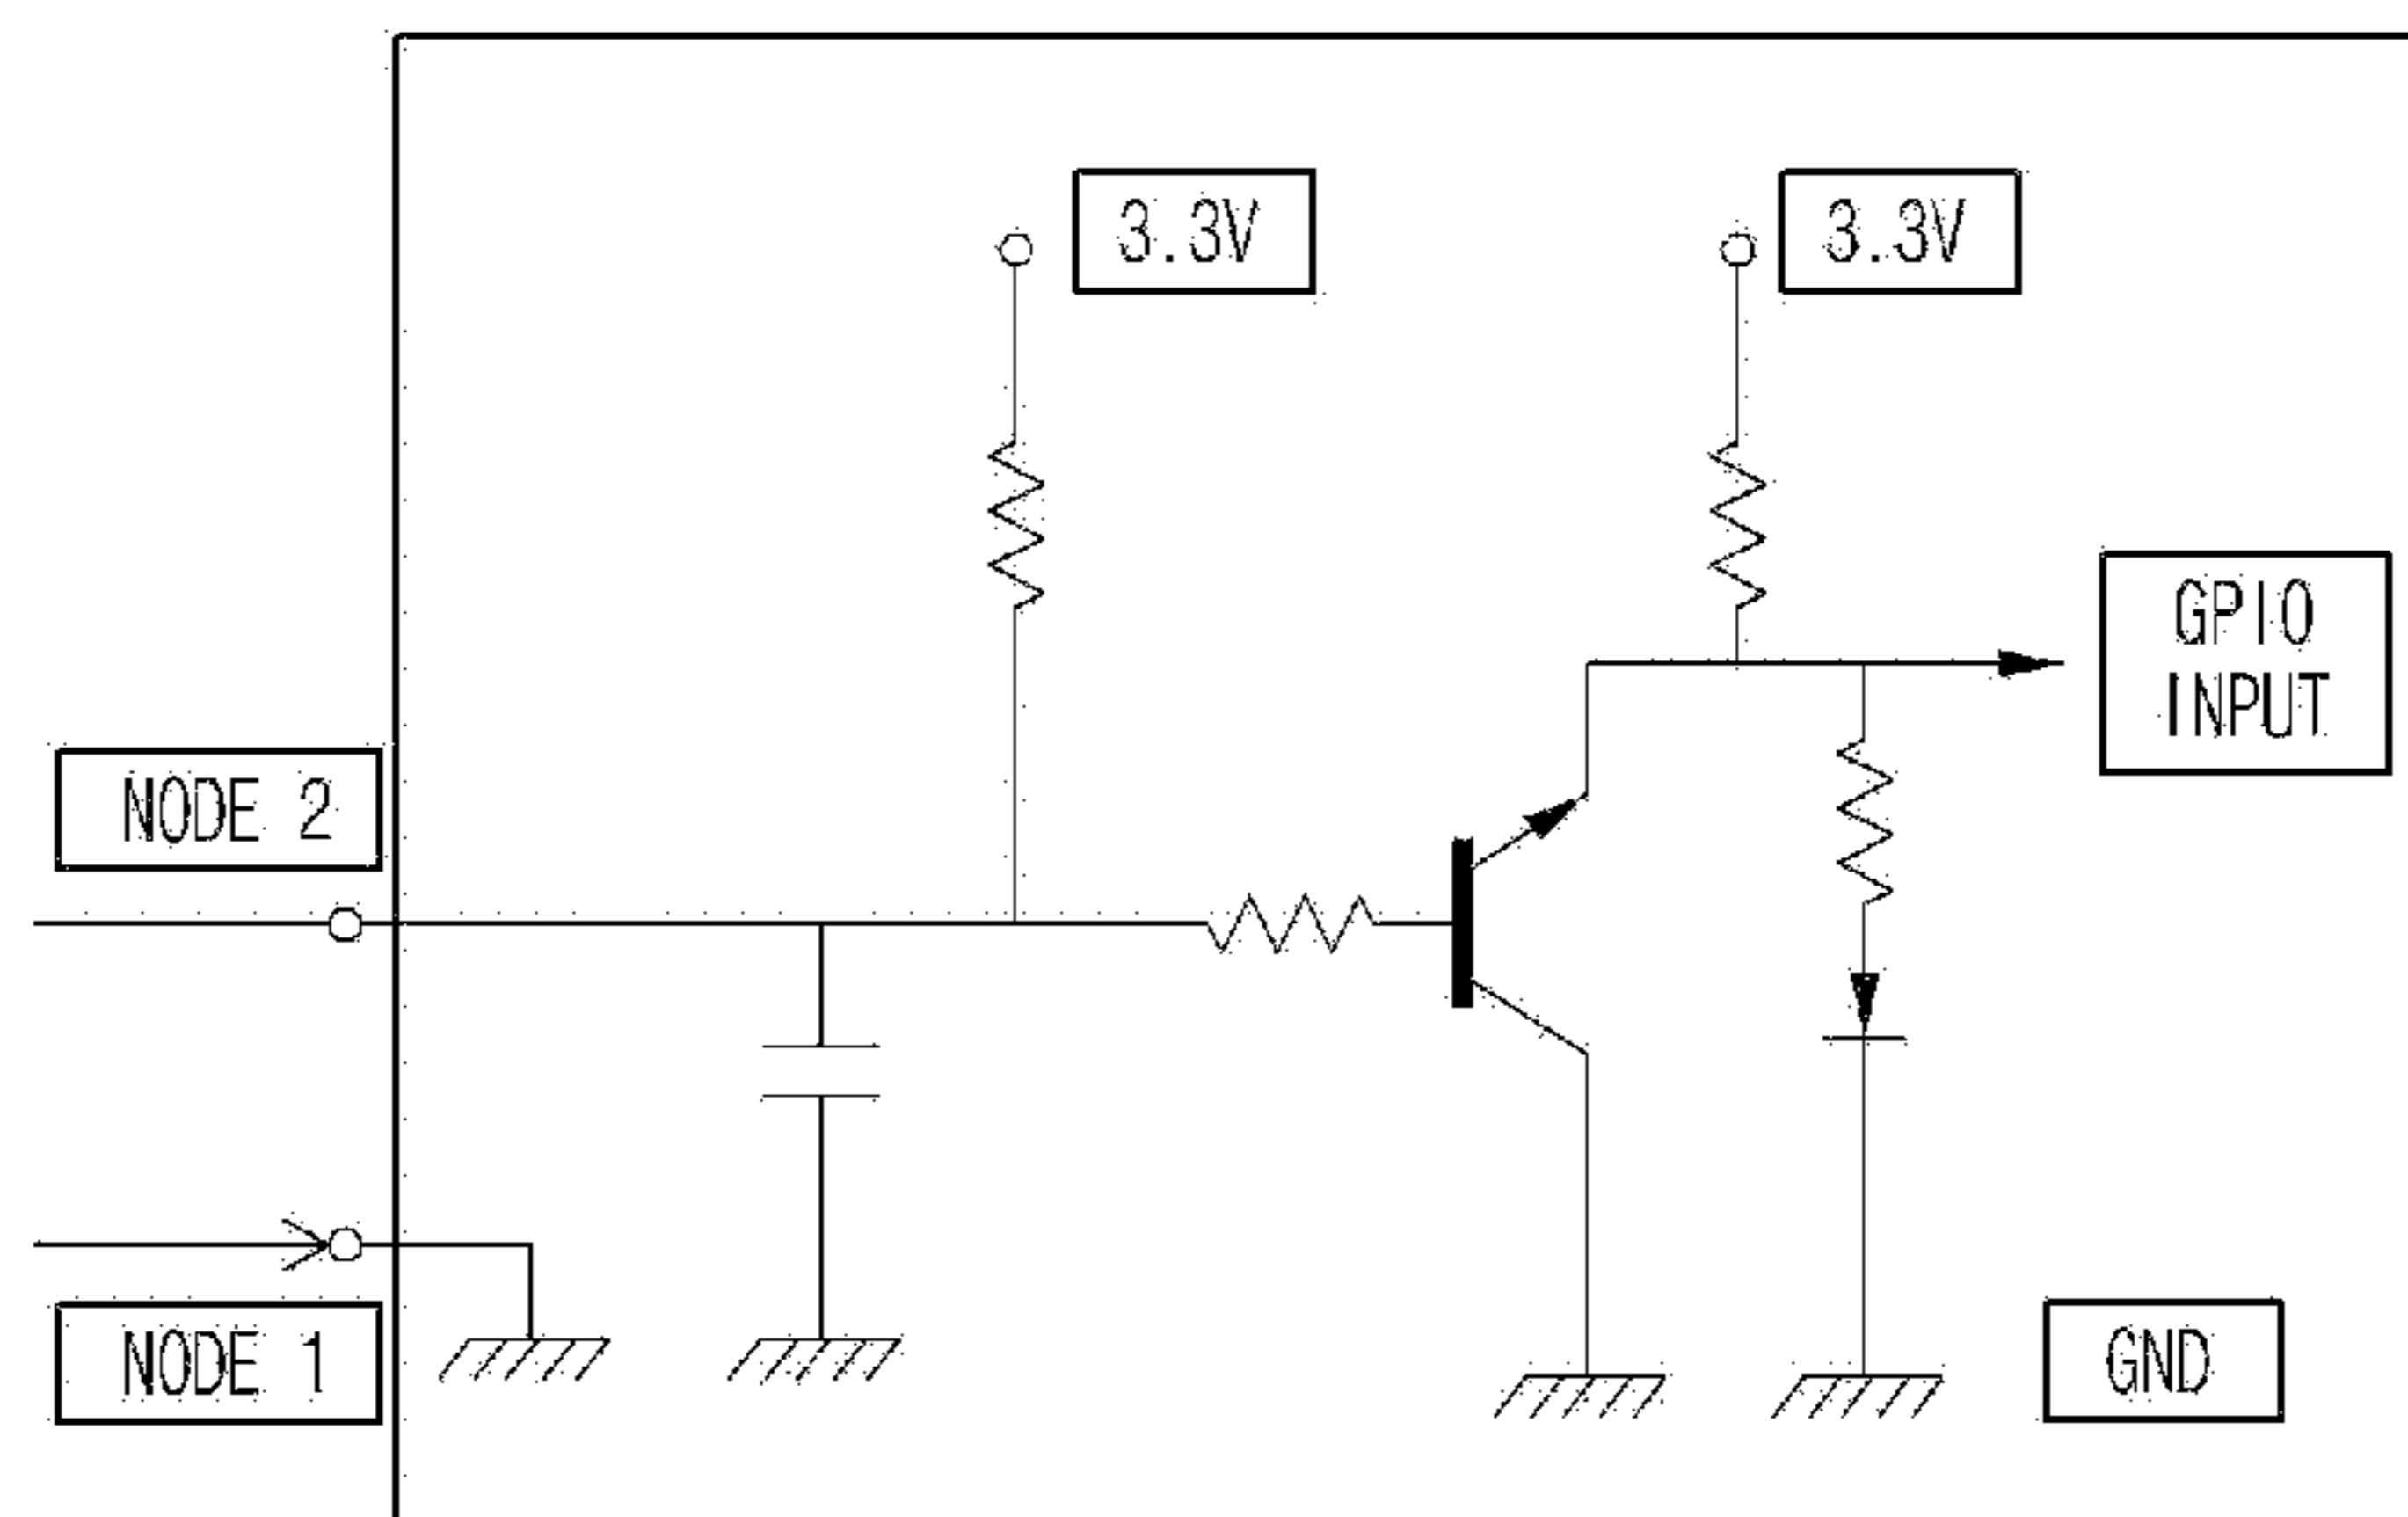 3.3V
3.3V
GPIO
INPUT
NODE 2
NODE 1
GND